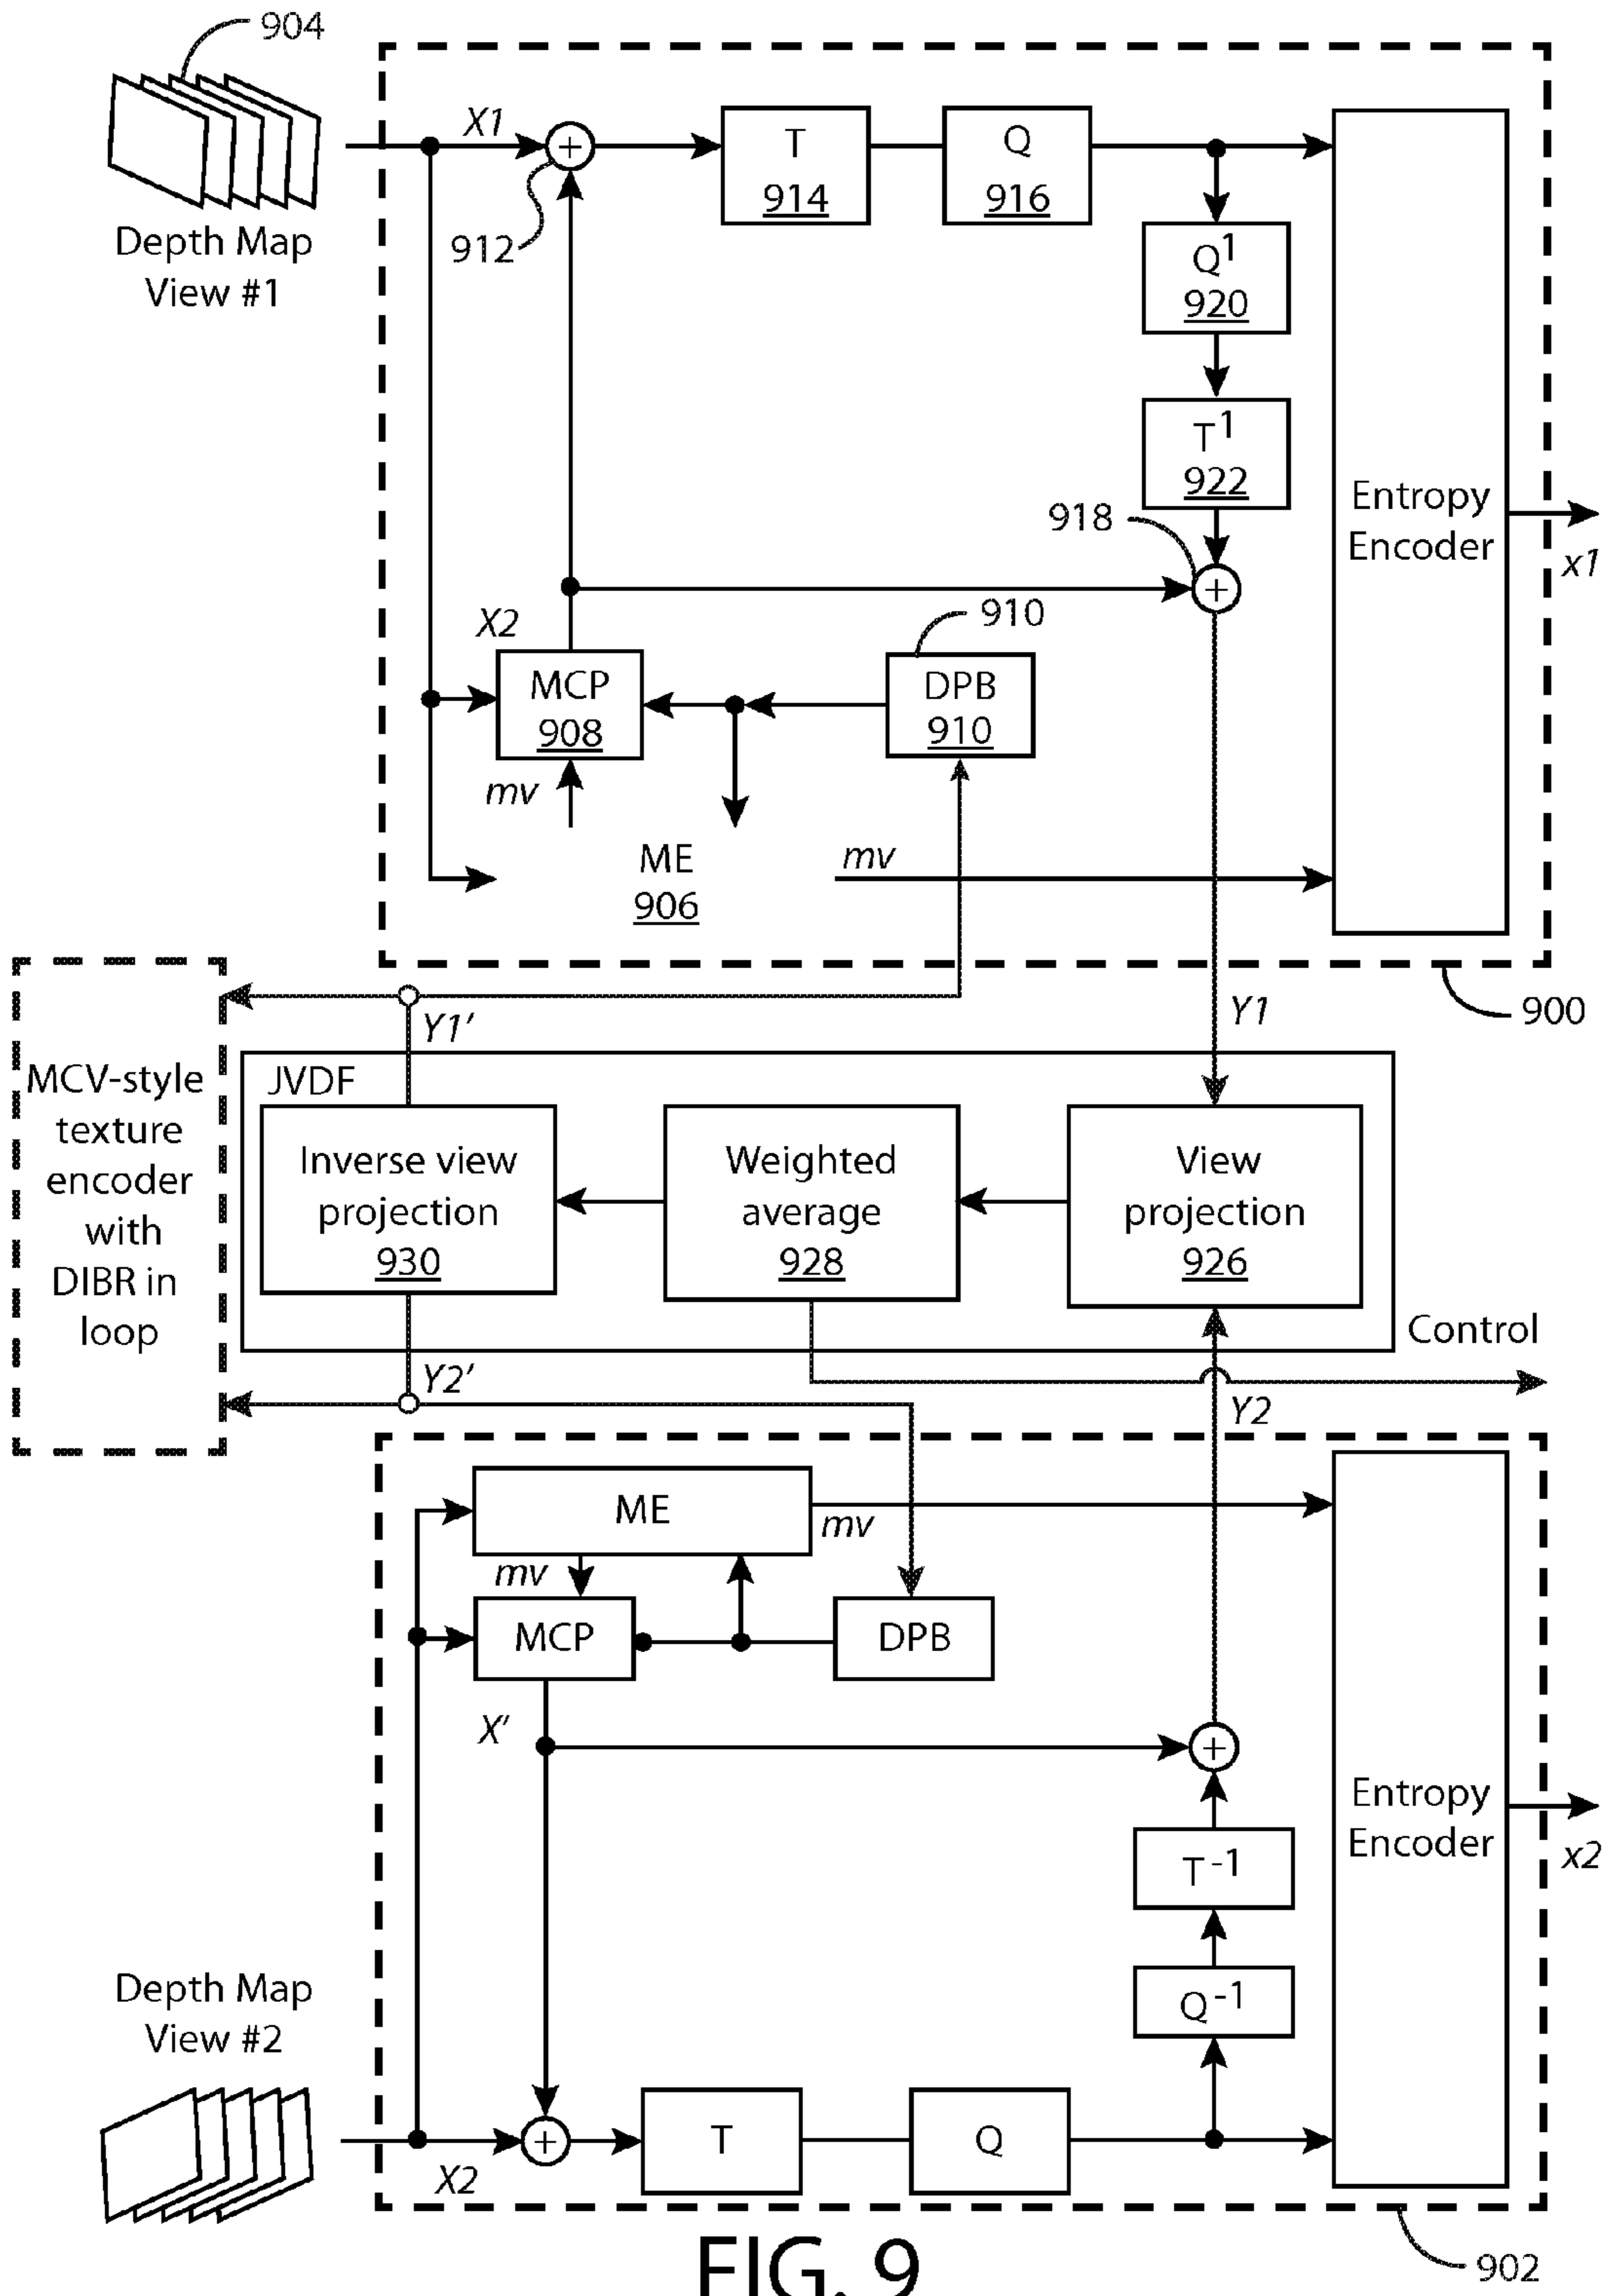 904
Depth Map
View #1
X1
912
T
914
Q
916
Q1
920
T1
922
918
Entropy
Encoder
x1
X2
MCP
908
910
DPB
910
mv
ME
906
mv
900
Y1'
Y1
MCV-style
texture
encoder
with
DIBR in
loop
JVDF
Inverse view
projection
930
Weighted
average
928
View
projection
926
Control
Y2'
Y2
ME
mv
mv
MCP
DPB
X'
Entropy
Encoder
x2
T-1
Q-1
Depth Map
View #2
X2
T
Q
902
FIG. 9